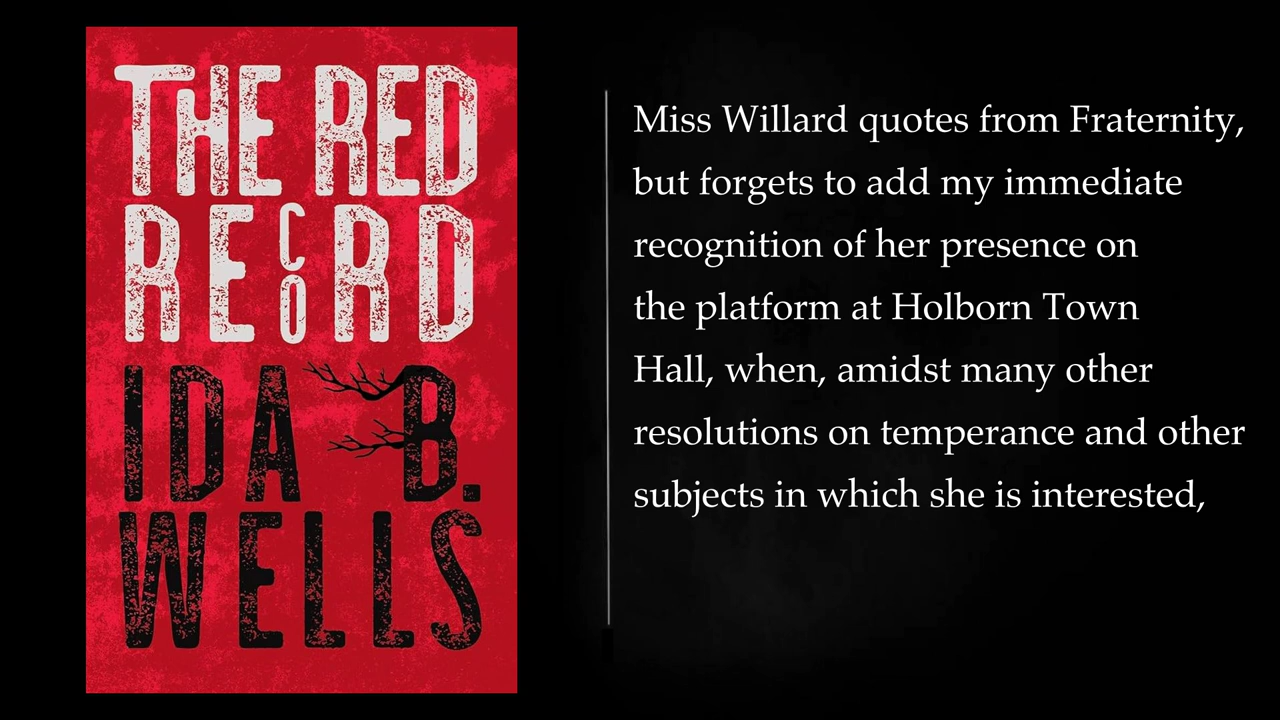 THE RED
RECORD
IDA B.
WELLS
Miss Willard quotes from Fraternity,
but forgets to add my immediate
recognition of her presence on
the platform at Holborn Town
Hall, when, amidst many other
resolutions on temperance and other
subjects in which she is interested,